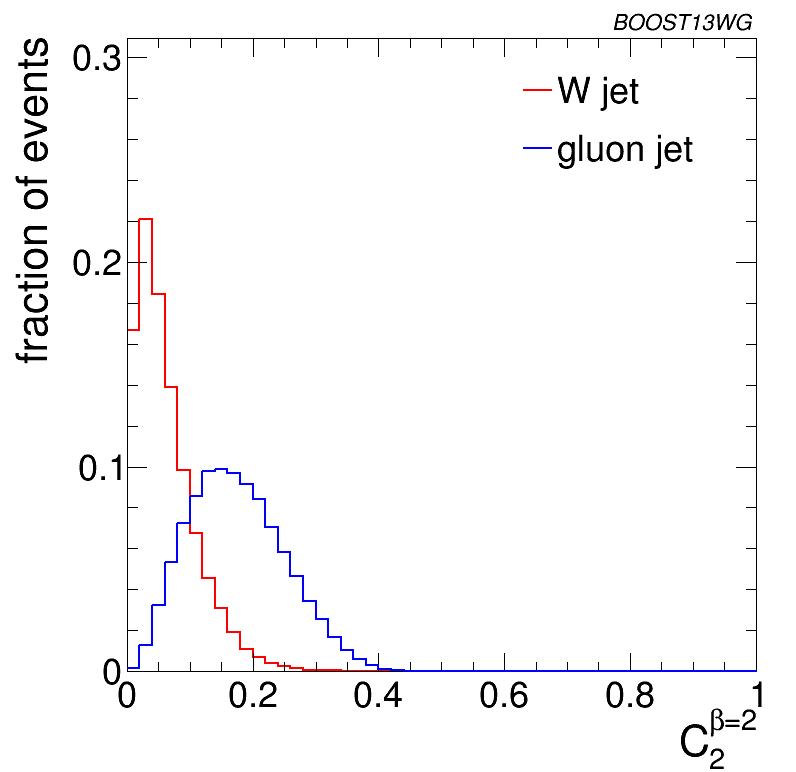 BOOST13WG
fraction of events
0.3
0.2
0.1
0
W jet
gluon jet
0 0.2 0.4 0.6 0.8 1
C₂^β=2